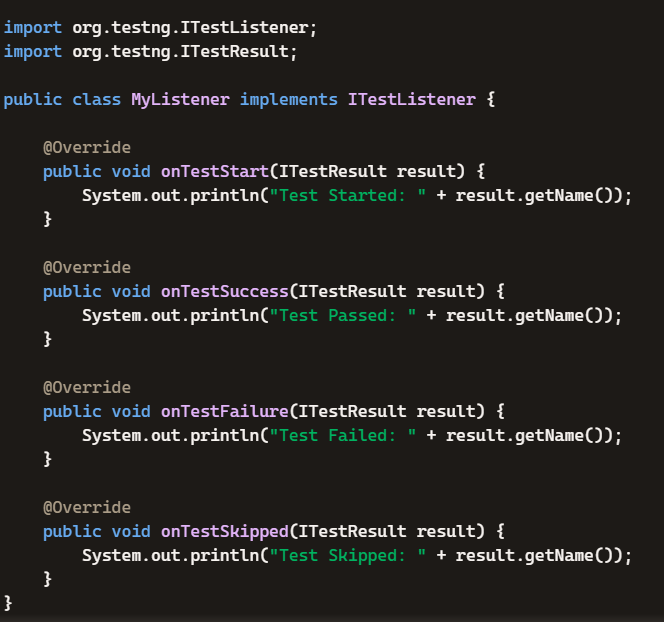 import org.testng.ITestListener;
import org.testng.ITestResult;

public class MyListener implements ITestListener {

    @Override
    public void onTestStart(ITestResult result) {
        System.out.println("Test Started: " + result.getName());
    }

    @Override
    public void onTestSuccess(ITestResult result) {
        System.out.println("Test Passed: " + result.getName());
    }

    @Override
    public void onTestFailure(ITestResult result) {
        System.out.println("Test Failed: " + result.getName());
    }

    @Override
    public void onTestSkipped(ITestResult result) {
        System.out.println("Test Skipped: " + result.getName());
    }
}